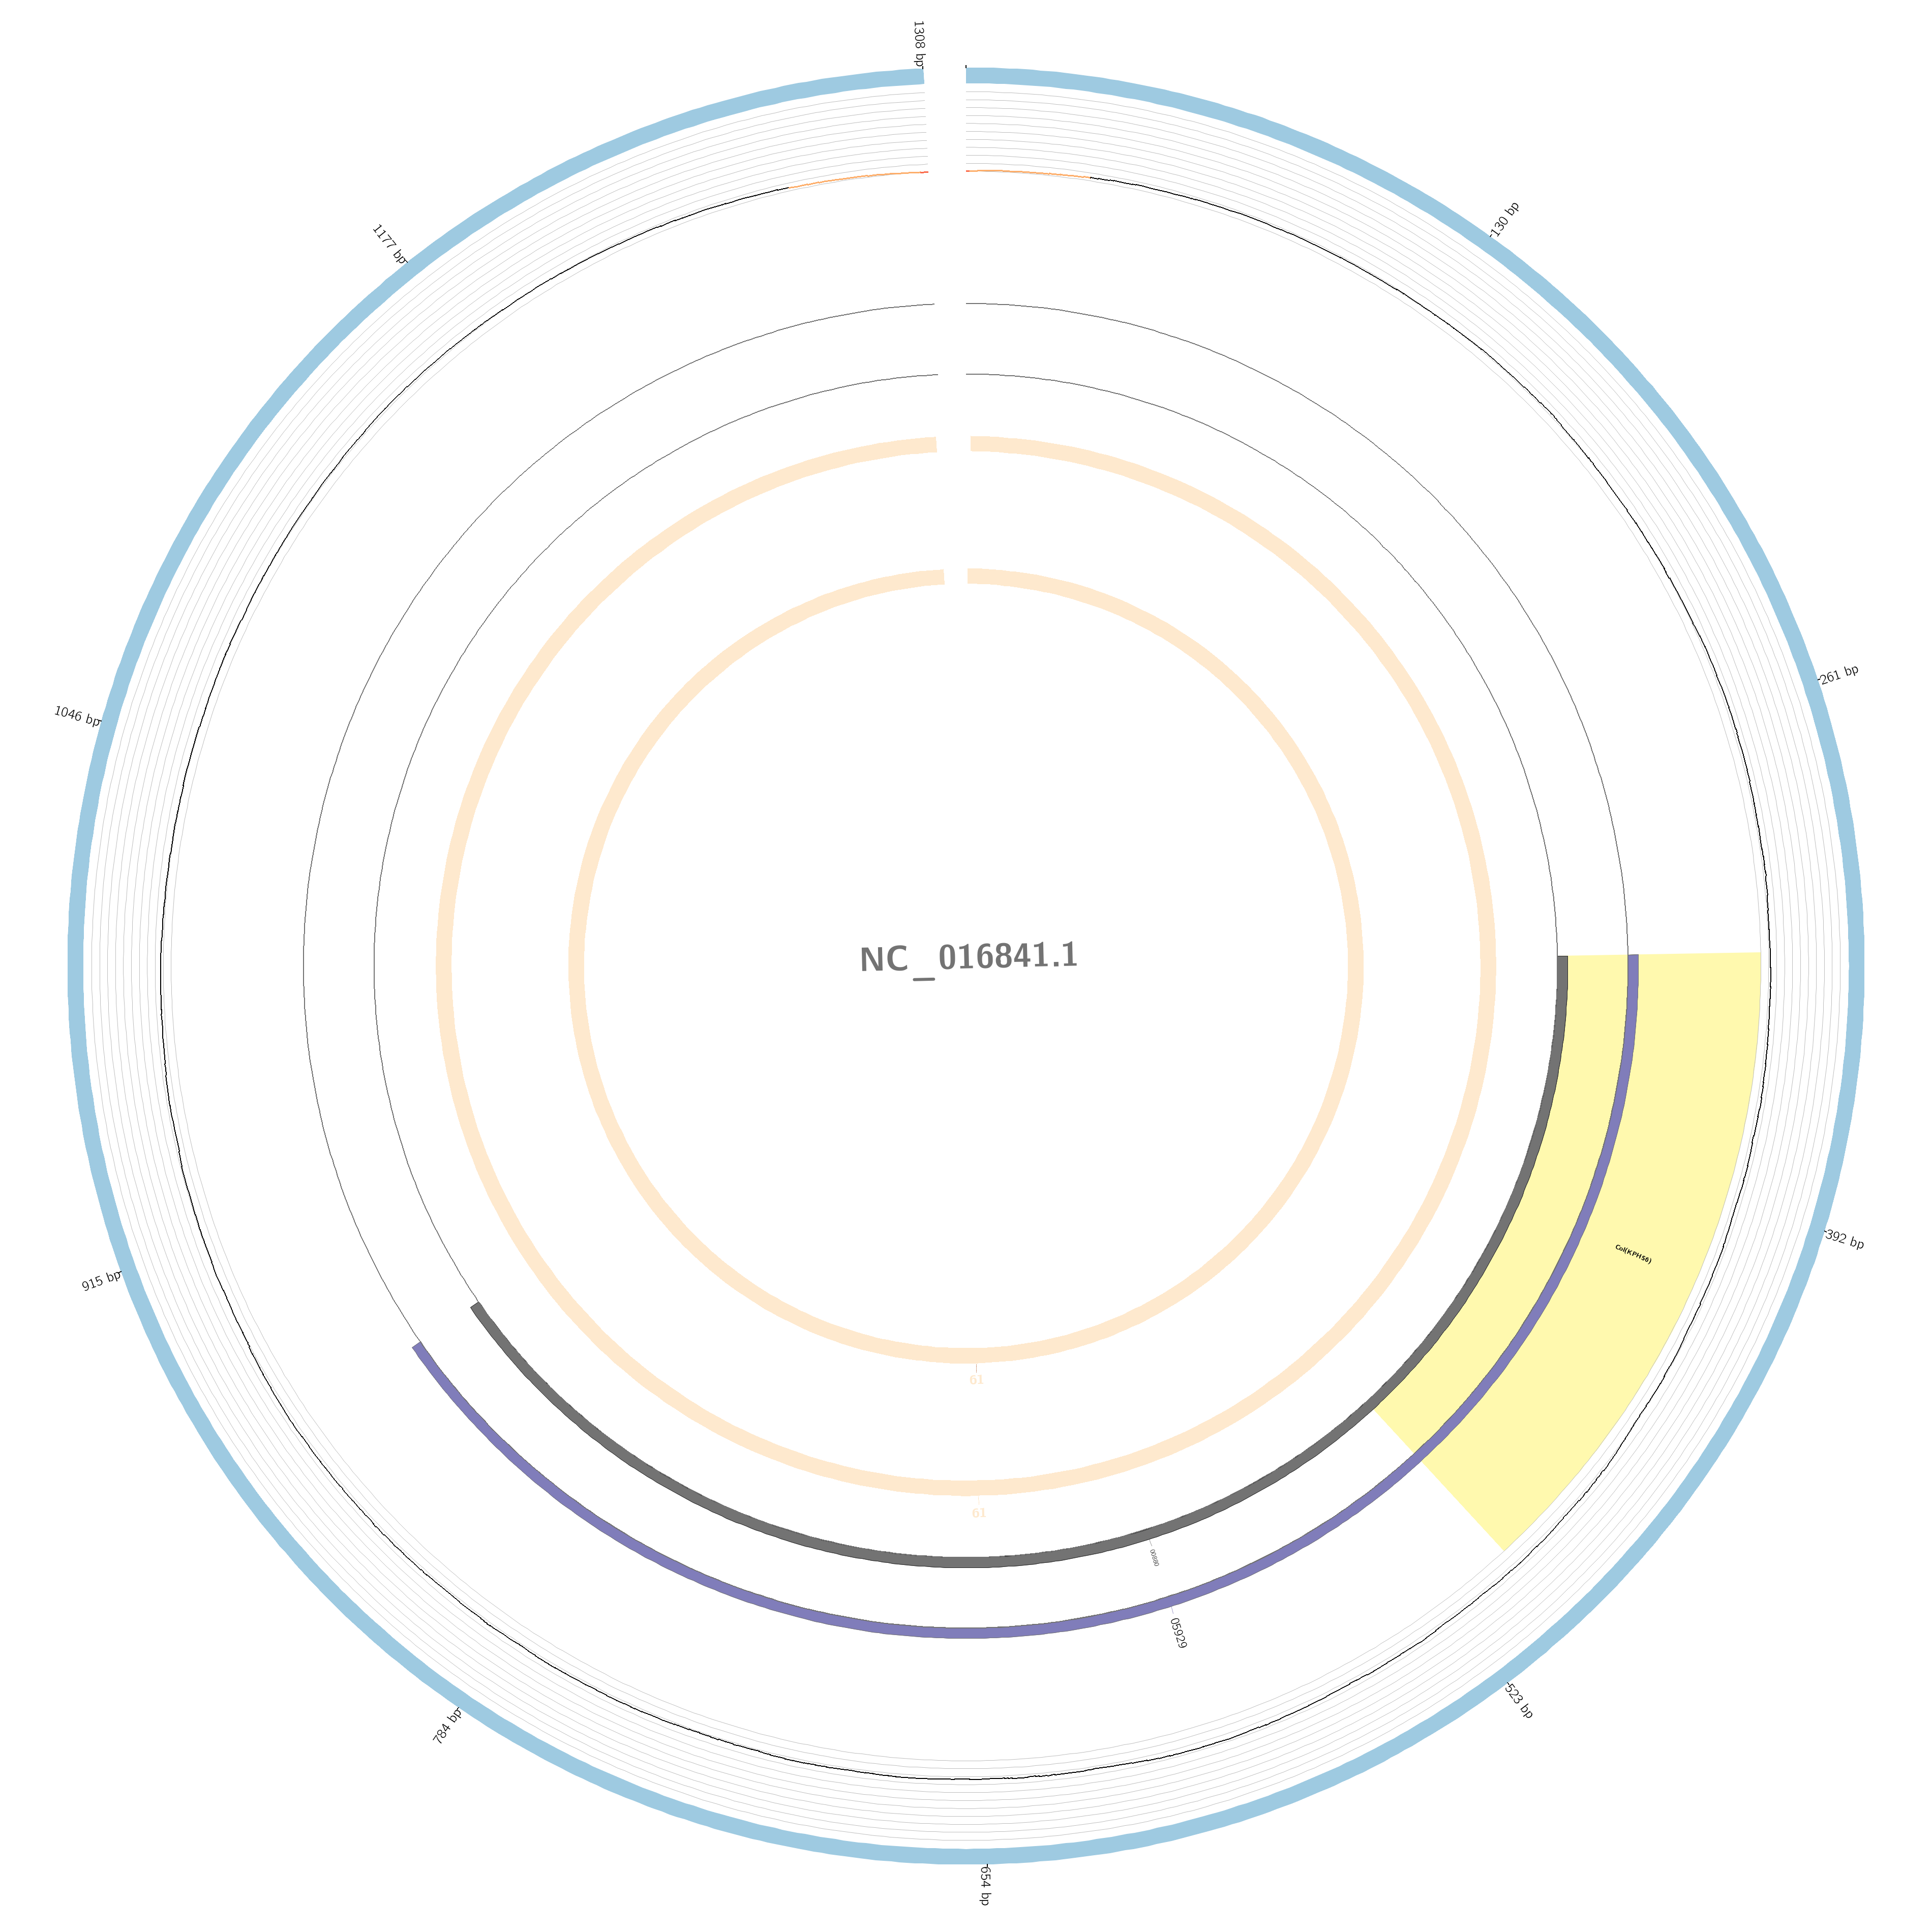 1308 bp
130 bp
261 bp
392 bp
523 bp
654 bp
784 bp
915 bp
1046 bp
1177 bp
NC_016841.1
Col(KPHS6)
00880
05929
61
61